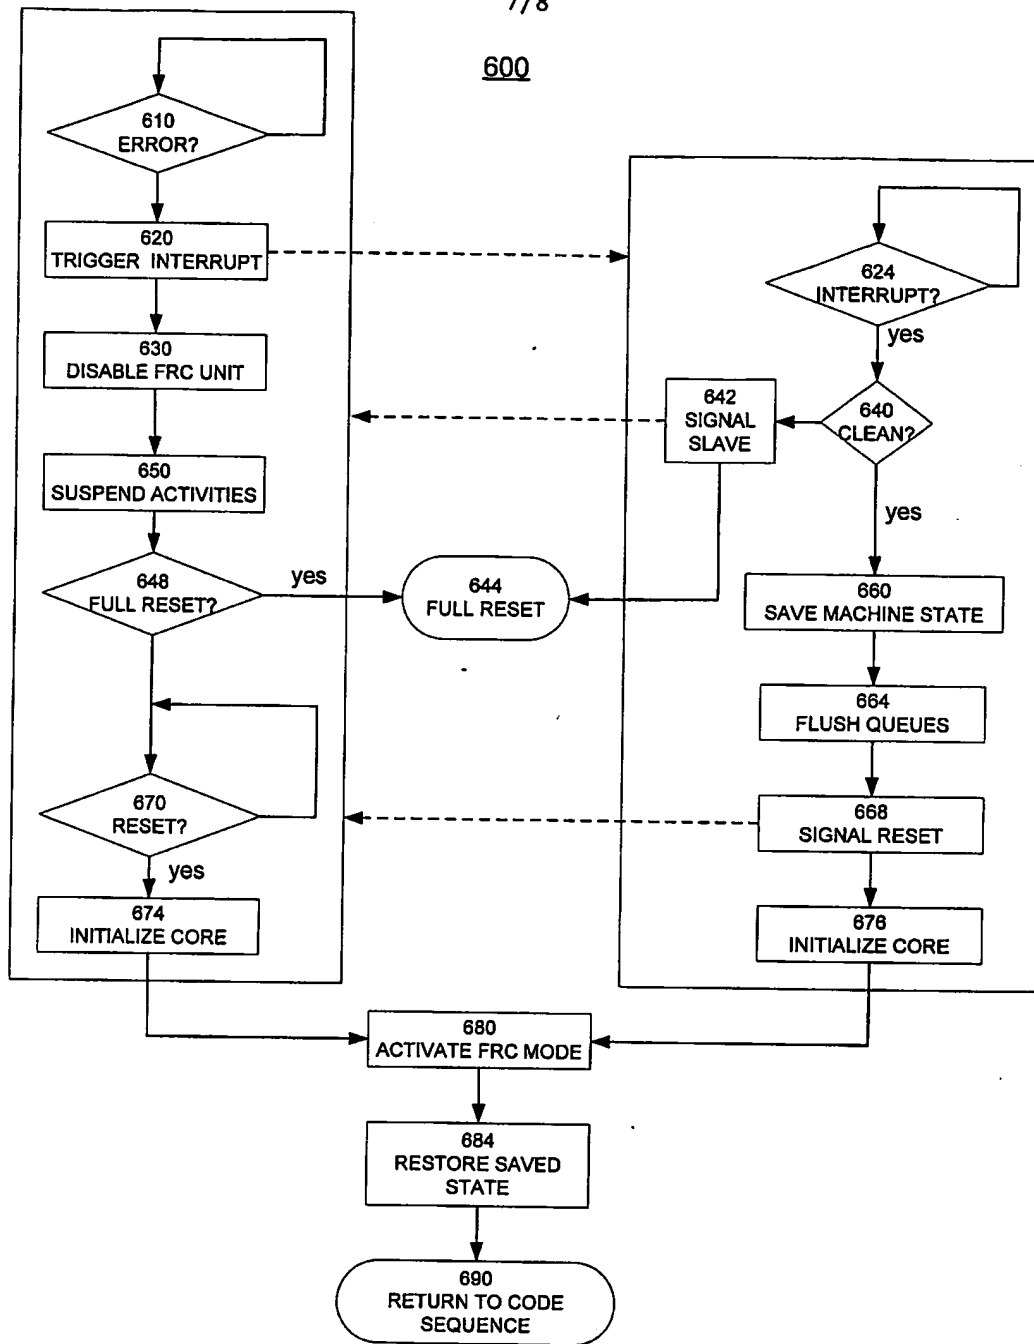 7/8
600
610
ERROR?
620
TRIGGER INTERRUPT
630
DISABLE FRC UNIT
650
SUSPEND ACTIVITIES
648
FULL RESET?
yes
670
RESET?
yes
674
INITIALIZE CORE
644
FULL RESET
624
INTERRUPT?
yes
640
CLEAN?
642
SIGNAL
SLAVE
yes
660
SAVE MACHINE STATE
664
FLUSH QUEUES
668
SIGNAL RESET
676
INITIALIZE CORE
680
ACTIVATE FRC MODE
684
RESTORE SAVED
STATE
690
RETURN TO CODE
SEQUENCE